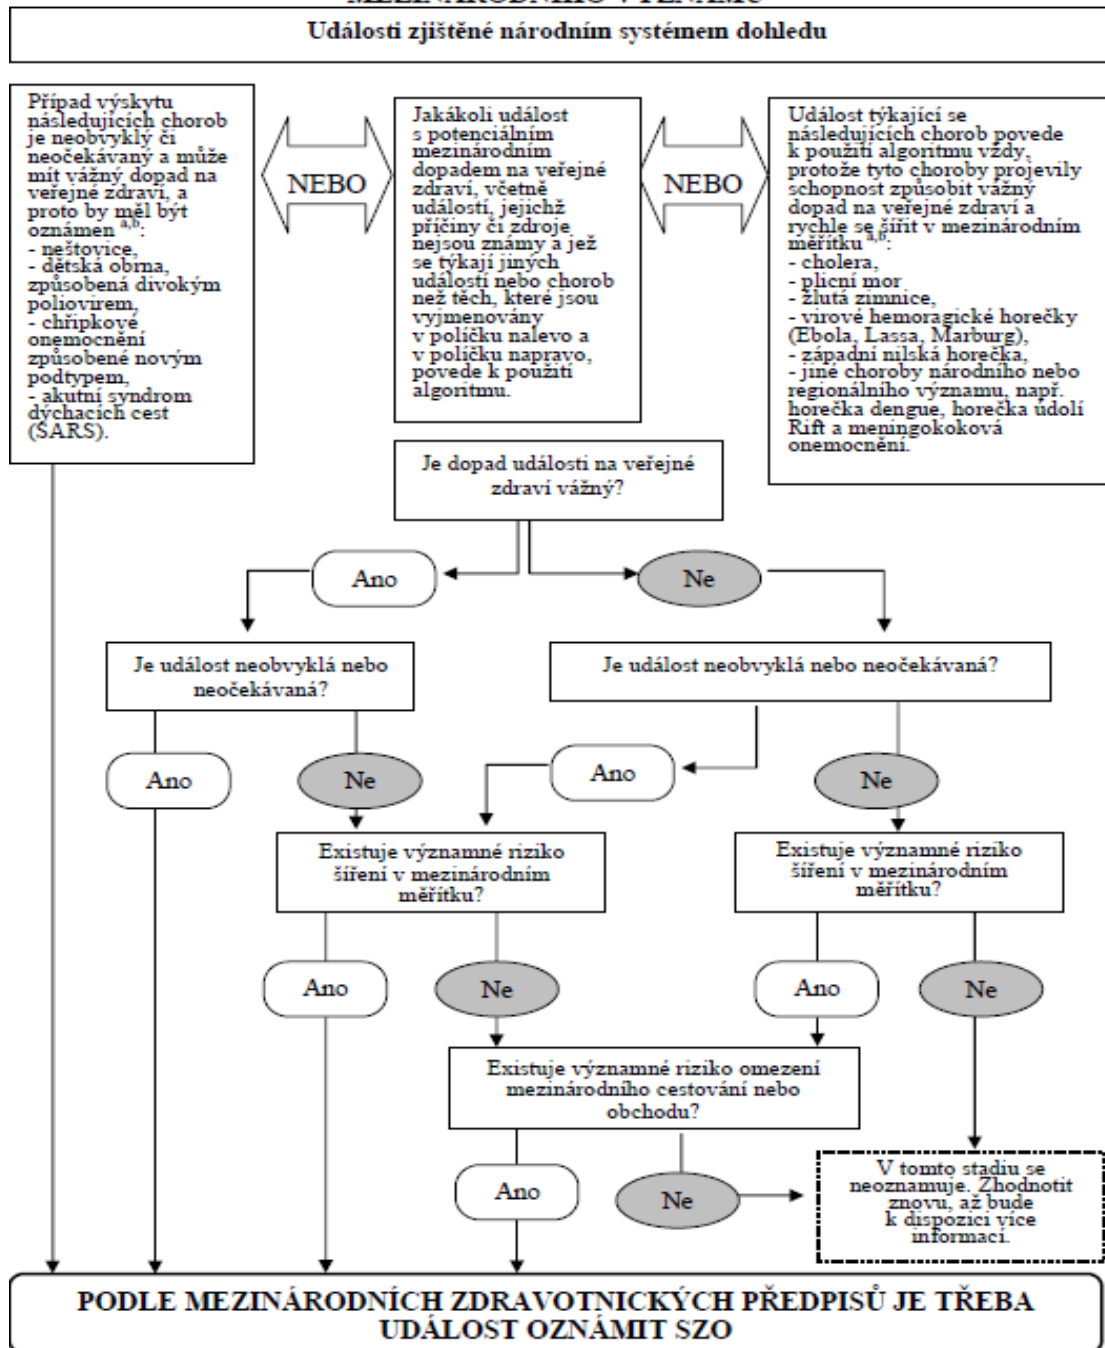 MEZINÁRODNÍHO VÝZNAMU
Události zjištěné národním systémem dohledu
Případ výskytu
následujících chorob
je neobvyklý či
neočekávaný a může
mít vážný dopad na
veřejné zdraví, a
proto by měl být
oznámen a,b:
- neštovice,
- dětská obrna,
způsobená divokým
poliovirem,
- chřipkové
onemocnění
způsobené novým
podtypem,
- akutní syndrom
dýchacích cest
(SARS).
NEBO
Jakákoli událost
s potenciálním
mezinárodním
dopadem na veřejné
zdraví, včetně
událostí, jejichž
příčiny či zdroje
nejsou známy a jež
se týkají jiných
událostí nebo chorob
než těch, které jsou
vyjmenovány
v políčku nalevo a
v políčku napravo,
povede k použití
algoritmu.
NEBO
Událost týkající se
následujících chorob povede
k použití algoritmu vždy,
protože tyto choroby projevily
schopnost způsobit vážný
dopad na veřejné zdraví a
rychle se šířit v mezinárodním
měřítku a,b:
- cholera,
- plicní mor
- žlutá zimnice,
- virové hemoragické horečky
(Ebola, Lassa, Marburg),
- západní nilská horečka,
- jiné choroby národního nebo
regionálního významu, např.
horečka dengue, horečka údolí
Rift a meningokoková
onemocnění.
Je dopad události na veřejné
zdraví vážný?
Ano
Ne
Je událost neobvyklá nebo
neočekávaná?
Je událost neobvyklá nebo neočekávaná?
Ano
Ne
Ano
Ne
Existuje významné riziko
šíření v mezinárodním
měřítku?
Existuje významné riziko
šíření v mezinárodním
měřítku?
Ano
Ne
Ano
Ne
Existuje významné riziko omezení
mezinárodního cestování nebo
obchodu?
Ano
Ne
V tomto stadiu se
neoznamuje. Zhodnotit
znovu, až bude
k dispozici více
informací.
PODLE MEZINÁRODNÍCH ZDRAVOTNICKÝCH PŘEDPISŮ JE TŘEBA
UDÁLOST OZNÁMIT SZO